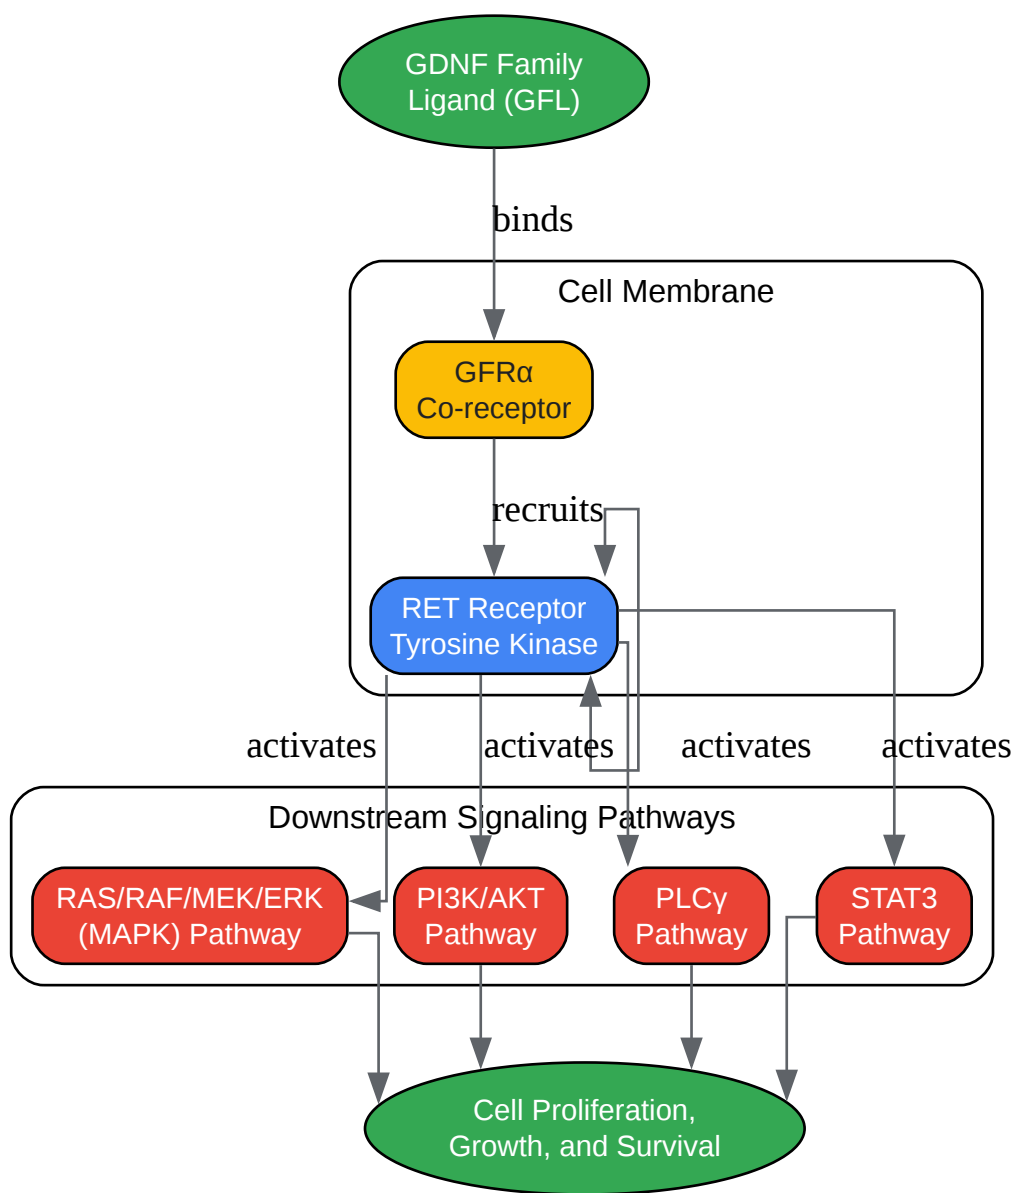 GDNF Family
Ligand (GFL)
binds
Cell Membrane
GFRα
Co-receptor
recruits
RET Receptor
Tyrosine Kinase
activates
activates
activates
activates
Downstream Signaling Pathways
RAS/RAF/MEK/ERK
(MAPK) Pathway
PI3K/AKT
Pathway
PLCγ
Pathway
STAT3
Pathway
Cell Proliferation,
Growth, and Survival